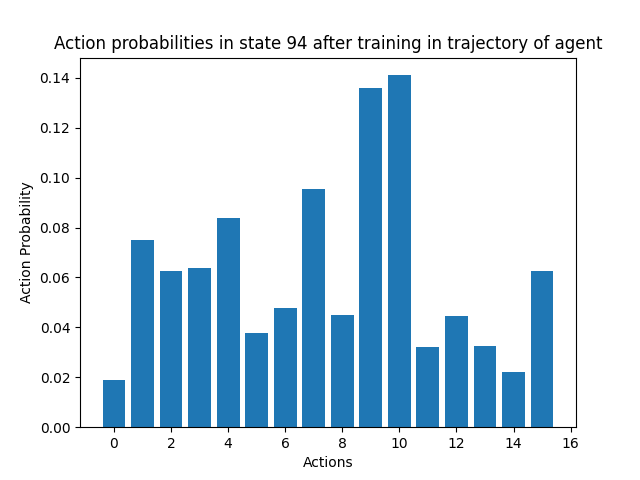 Action probabilities in state 94 after training in trajectory of agent
0.14
0.12
0.10
0.08
0.06
0.04
0.02
0.00
Action Probability
0 2 4 6 8 10 12 14 16
Actions